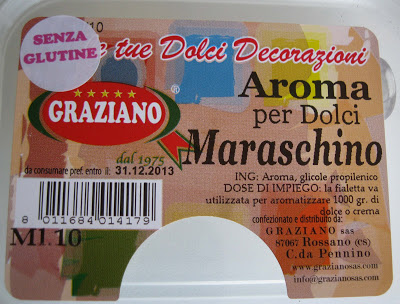 /10
SENZA
GLUTINE
e tue Dolci Decorazioni
GRAZIANO
®
dal 1975
Aroma
per Dolci
Maraschino
da consumare pref. entro il: 31.12.2013
ING: Aroma, glicole propilenico
DOSE DI IMPIEGO: la fialetta va
utilizzata per aromatizzare 1000 gr. di
dolce o crema
confezionato e distribuito da:
GRAZIANO sas
87067 Rossano (cs)
C.da Pennino
www.grazianosas.com
info@grazianosas.com
8 011684 014179
Ml.10